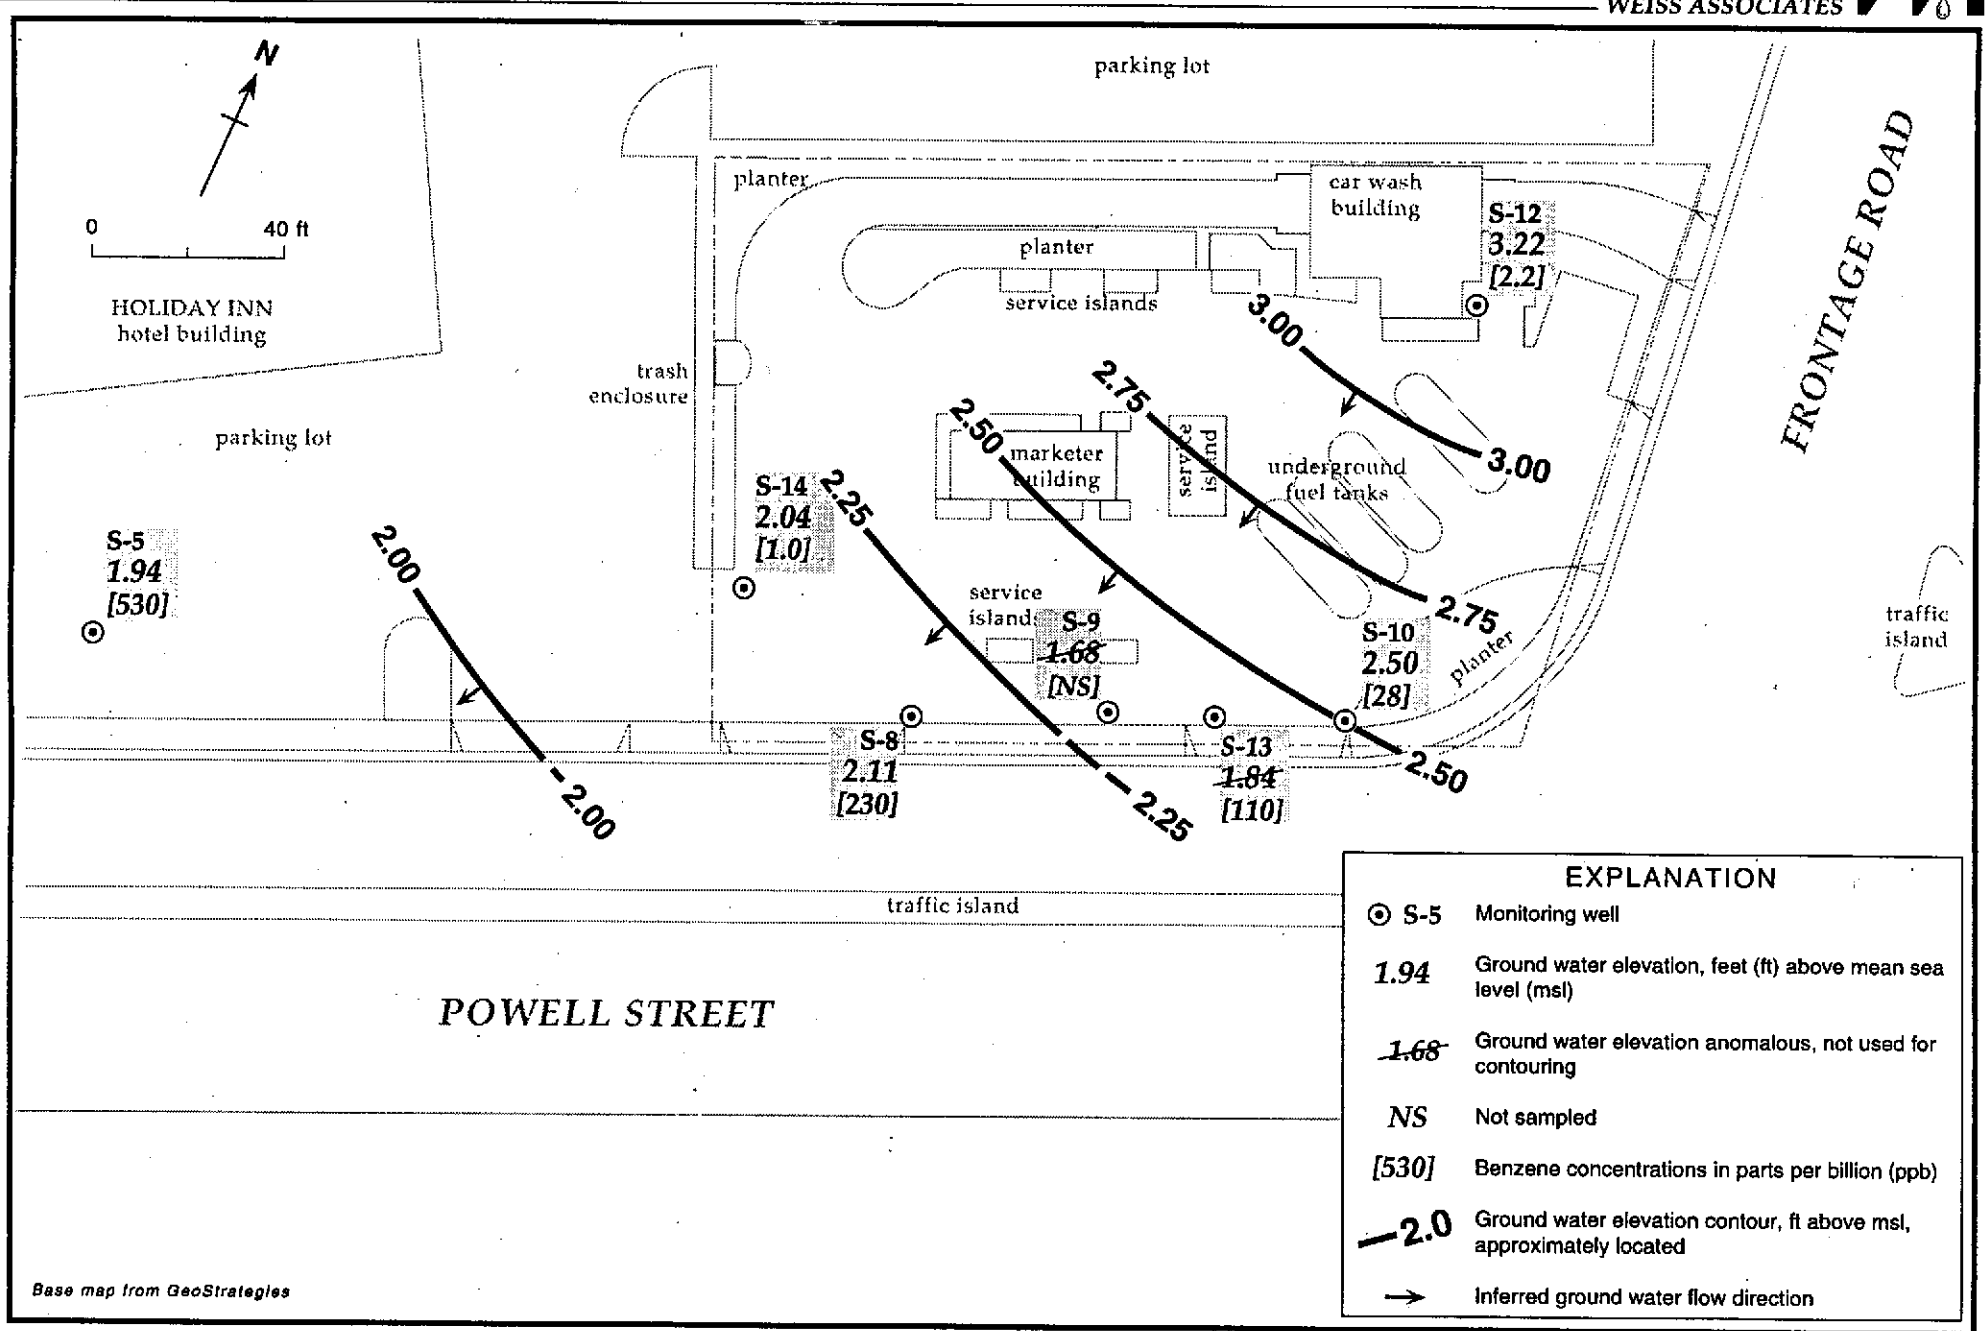 WEISS ASSOCIATES
N
0 40 ft
HOLIDAY INN
hotel building
parking lot
parking lot
planter
planter
service islands
car wash
building
S-12
3.22
[2.2]
FRONTAGE ROAD
trash
enclosure
3.00
3.00
2.75
2.75
2.50
2.50
2.25
2.25
2.00
2.00
marketer
building
service
island
underground
fuel tanks
S-14
2.04
[1.0]
S-5
1.94
[530]
service
islands
S-9
1.68
[NS]
S-10
2.50
[28]
planter
traffic
island
S-8
2.11
[230]
S-13
1.84
[110]
traffic island
POWELL STREET
EXPLANATION
S-5 Monitoring well
1.94 Ground water elevation, feet (ft) above mean sea
level (msl)
1.68 Ground water elevation anomalous, not used for
contouring
NS Not sampled
[530] Benzene concentrations in parts per billion (ppb)
2.0 Ground water elevation contour, ft above msl,
approximately located
Inferred ground water flow direction
Base map from GeoStrategies